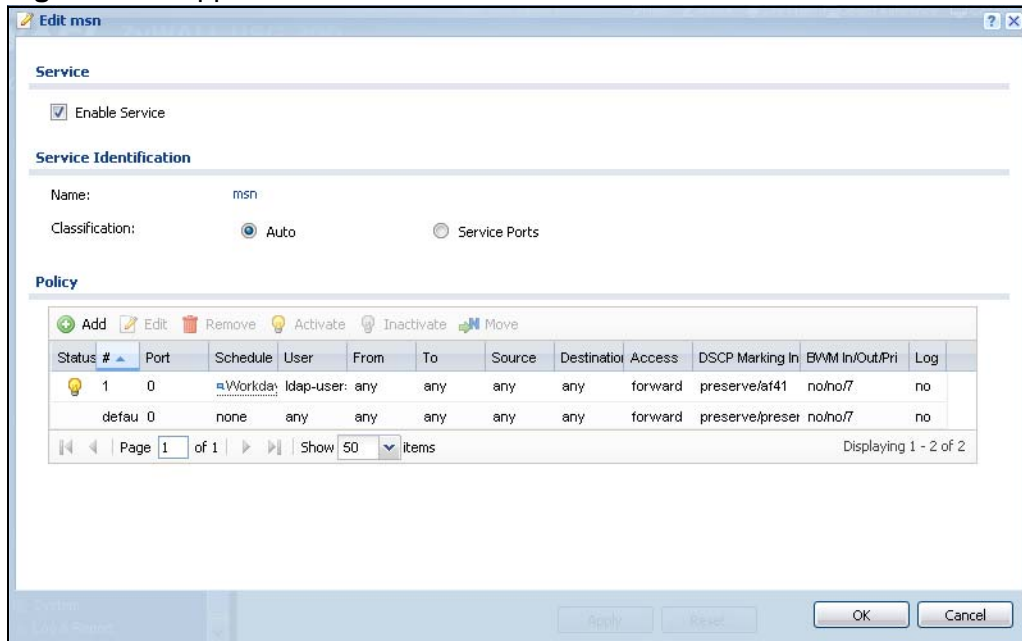 Edit msn
Service
Enable Service
Service Identification
Name: msn
Classification: Auto Service Ports
Policy
Add Edit Remove Activate Inactivate Move
Status # Port Schedule User From To Source Destination Access DSCP Marking In BWM In/Out/Pri Log
1 0 Workday ldap-user: any any any any forward preserve/af41 no/no/7 no
defau 0 none any any any any any forward preserve/preser no/no/7 no
Page 1 of 1 Show 50 items Displaying 1 - 2 of 2
System
Log & Report
Apply Reset
OK Cancel